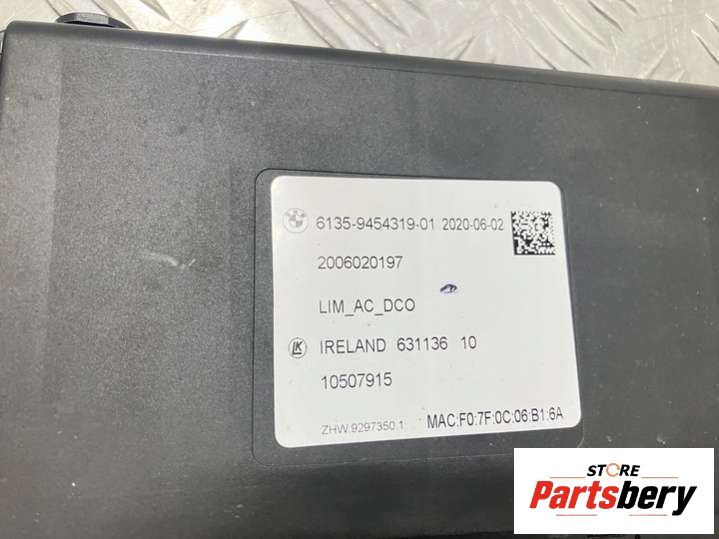 6135-9454319-01 2020-06-02
2006020197
LIM_AC_DCO
LK IRELAND 631136 10
10507915
ZHW.9297350.1 MAC:F0:7F:0C:06:B1:6A
STORE
Partsbery